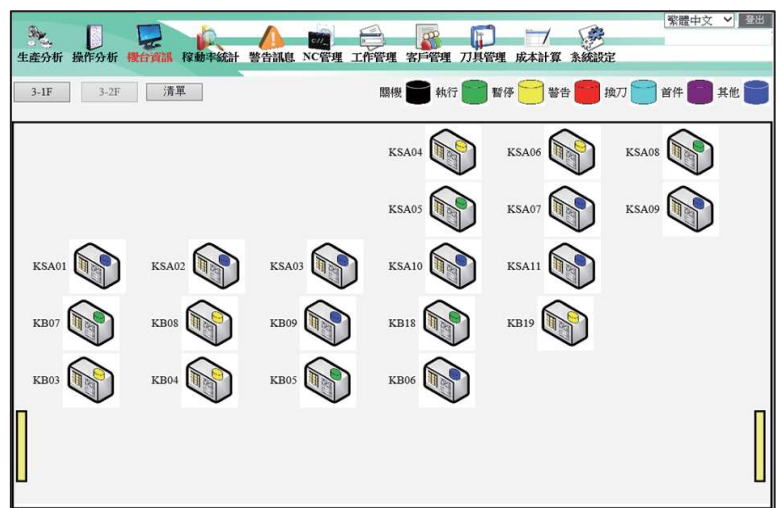 繁體中文 登出
生產分析 操作分析 機台資訊 稼動率統計 警告訊息 NC管理 工作管理 客戶管理 刀具管理 成本計算 系統設定
3-1F 3-2F 清單 關機 執行 暫停 警告 換刀 首件 其他
KSA04 KSA06 KSA08
KSA05 KSA07 KSA09
KSA01 KSA02 KSA03 KSA10 KSA11
KB07 KB08 KB09 KB18 KB19
KB03 KB04 KB05 KB06